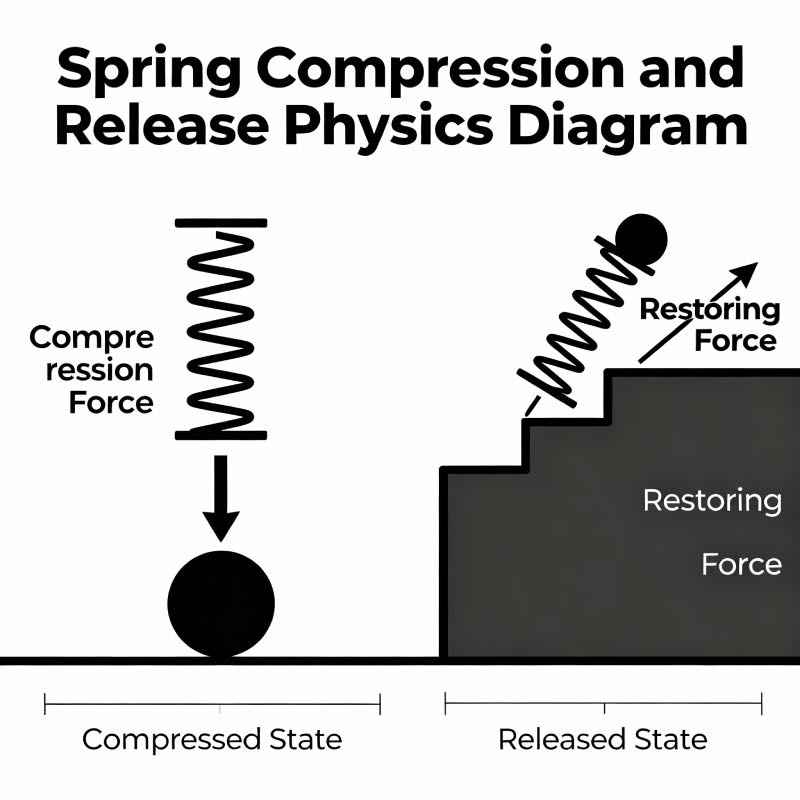 Spring Compression and
Release Physics Diagram
Compre
ression
Force
Restoring
Force
Restoring
Force
Compressed State
Released State